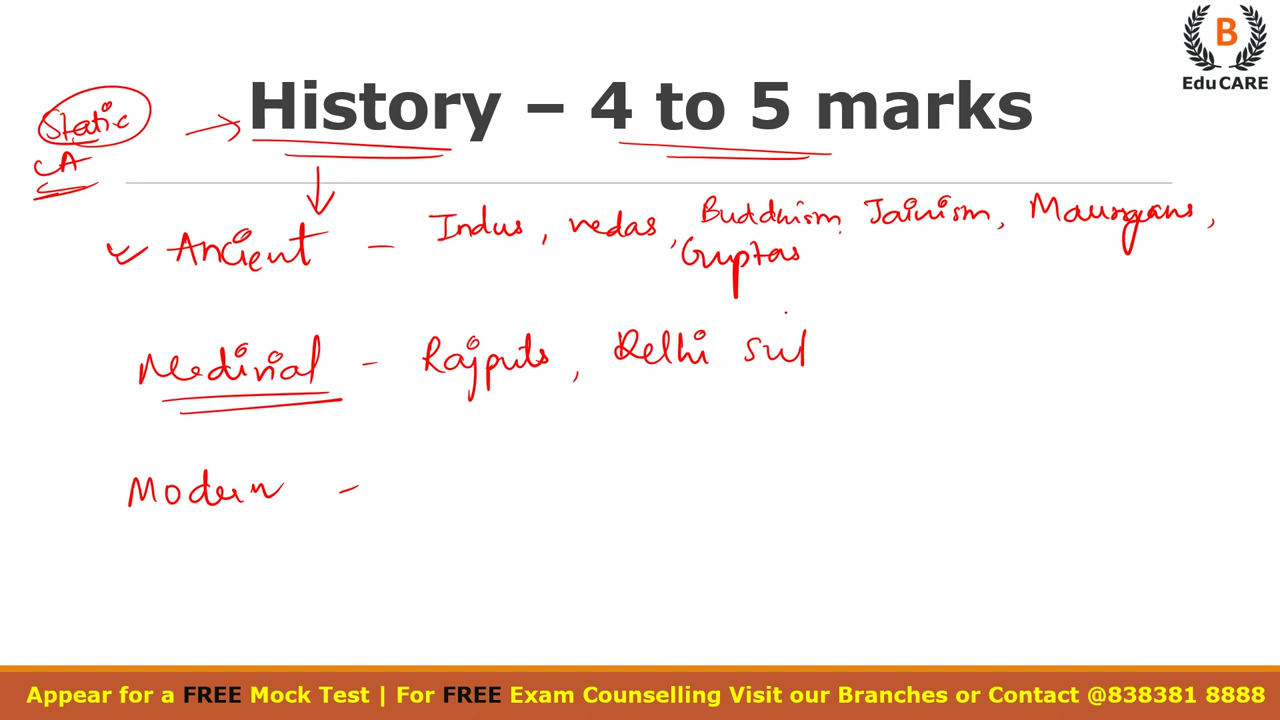 B
EduCARE
History – 4 to 5 marks
Static
CA
Ancient – Indus, vedas, Buddhism, Jainism, Mauryans,
Guptas
Medivial – Rajputs, Delhi sul
Modern –
Appear for a FREE Mock Test | For FREE Exam Counselling Visit our Branches or Contact @838381 8888